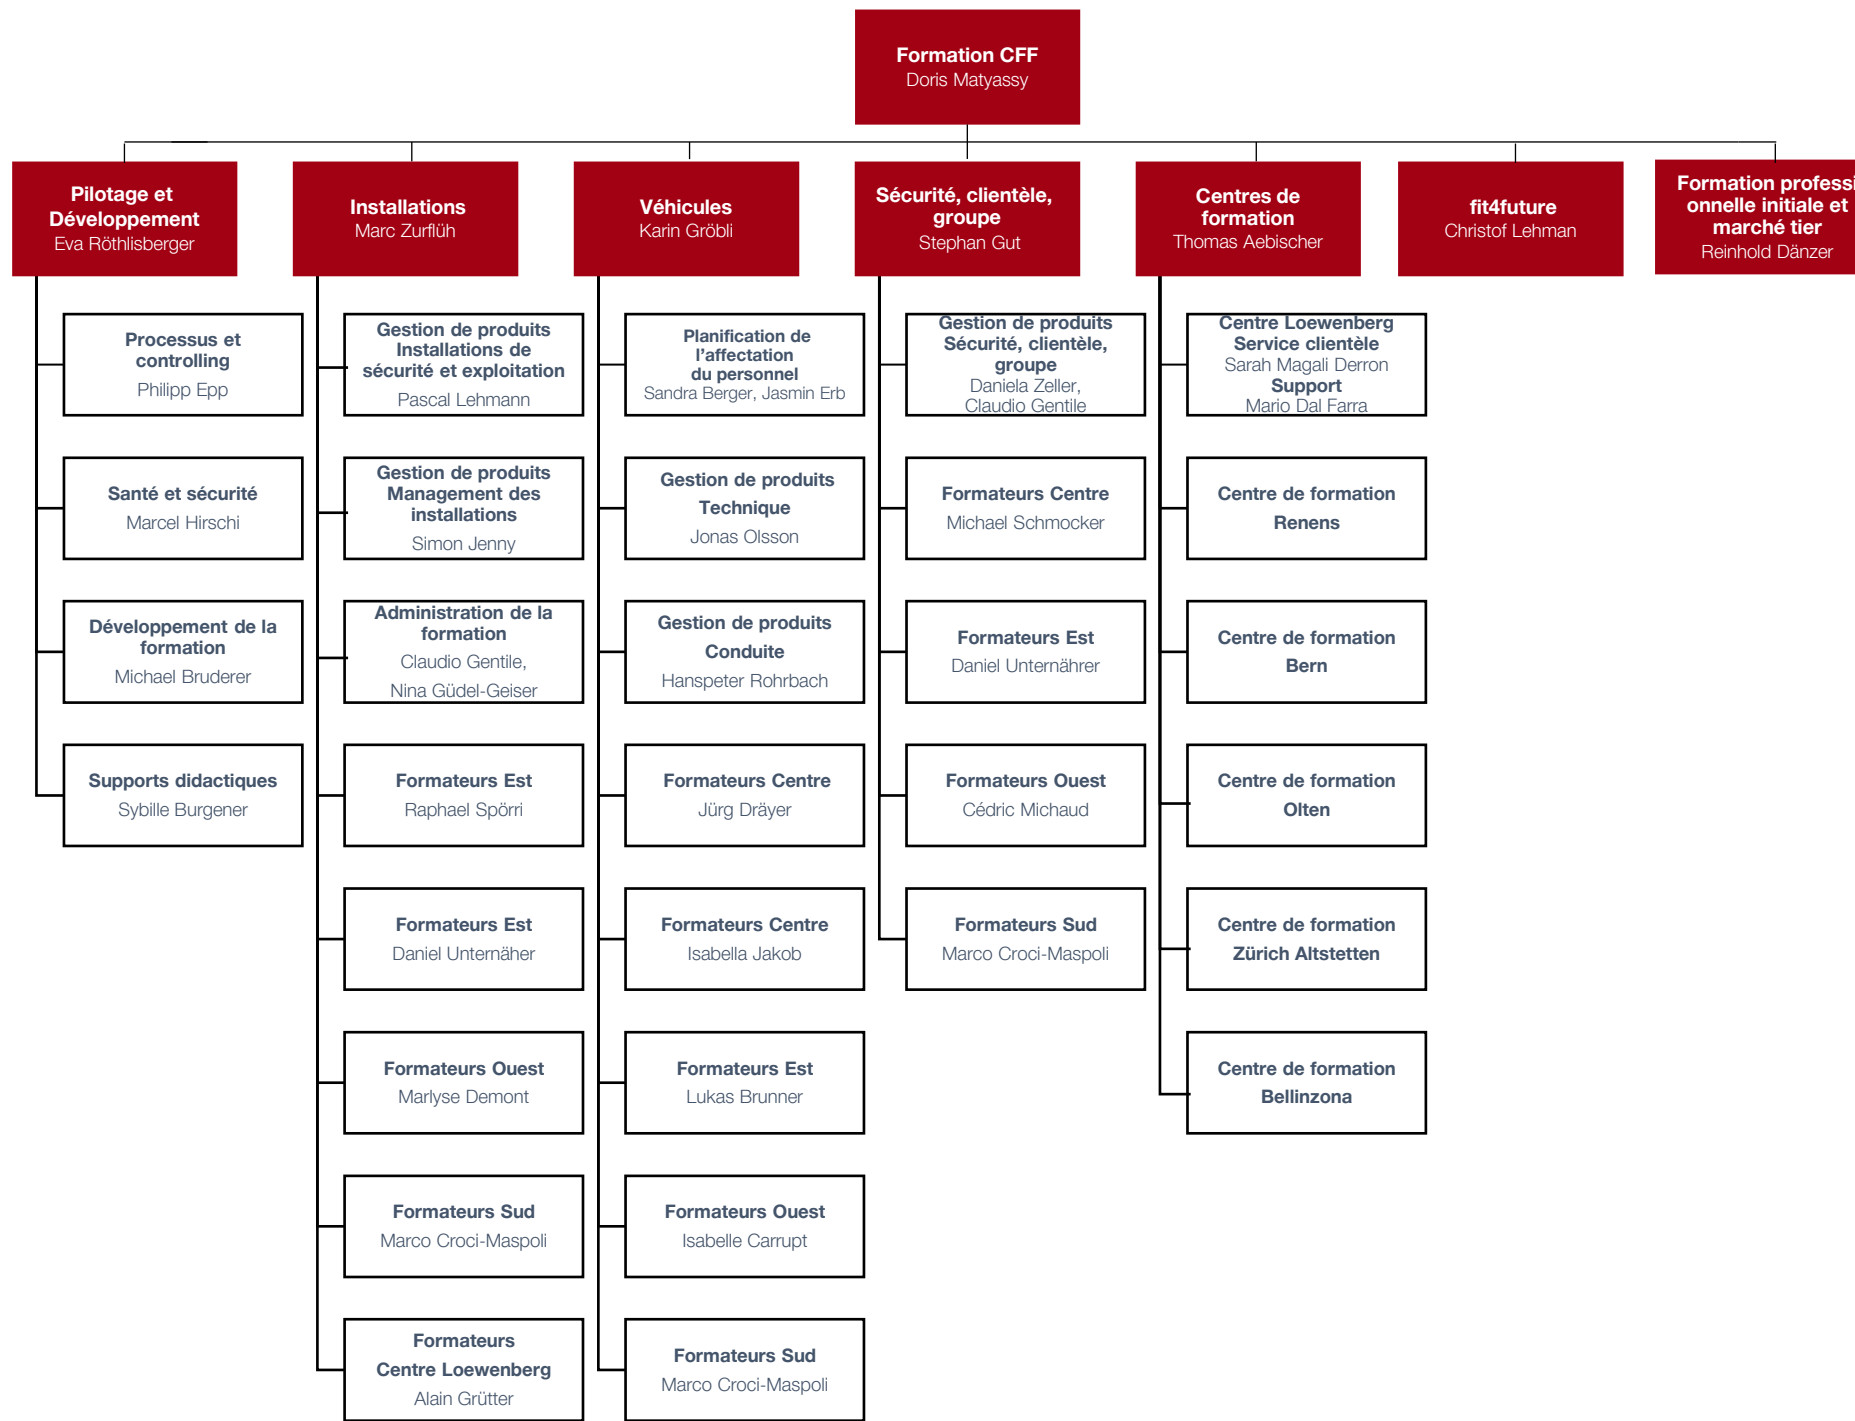 Formation CFF
Doris Matyassy
Pilotage et
Développement
Eva Röthlisberger
Installations
Marc Zurflüh
Véhicules
Karin Gröbli
Sécurité, clientèle,
groupe
Stephan Gut
Centres de
formation
Thomas Aebischer
fit4future
Christof Lehman
Formation professi
onnelle initiale et
marché tier
Reinhold Dänzer
Processus et
controlling
Philipp Epp
Santé et sécurité
Marcel Hirschi
Développement de la
formation
Michael Bruderer
Supports didactiques
Sybille Burgener
Gestion de produits
Installations de
sécurité et exploitation
Pascal Lehmann
Gestion de produits
Management des
installations
Simon Jenny
Administration de la
formation
Claudio Gentile,
Nina Güdel-Geiser
Formateurs Est
Raphael Spörri
Formateurs Est
Daniel Unternäher
Formateurs Ouest
Marlyse Demont
Formateurs Sud
Marco Croci-Maspoli
Formateurs
Centre Loewenberg
Alain Grütter
Planification de
l'affectation
du personnel
Sandra Berger, Jasmin Erb
Gestion de produits
Technique
Jonas Olsson
Gestion de produits
Conduite
Hanspeter Rohrbach
Formateurs Centre
Jürg Dräyer
Formateurs Centre
Isabella Jakob
Formateurs Est
Lukas Brunner
Formateurs Ouest
Isabelle Carrupt
Formateurs Sud
Marco Croci-Maspoli
Gestion de produits
Sécurité, clientèle,
groupe
Daniela Zeller,
Claudio Gentile
Formateurs Centre
Michael Schmocker
Formateurs Est
Daniel Unternährer
Formateurs Ouest
Cédric Michaud
Formateurs Sud
Marco Croci-Maspoli
Centre Loewenberg
Service clientèle
Sarah Magali Derron
Support
Mario Dal Farra
Centre de formation
Renens
Centre de formation
Bern
Centre de formation
Olten
Centre de formation
Zürich Altstetten
Centre de formation
Bellinzona